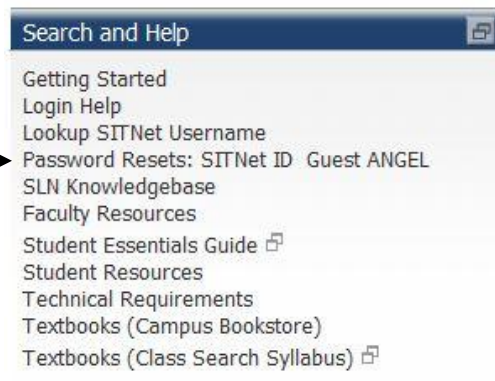 Search and Help
Getting Started
Login Help
Lookup SITNet Username
Password Resets: SITNet ID  Guest ANGEL
SLN Knowledgebase
Faculty Resources
Student Essentials Guide
Student Resources
Technical Requirements
Textbooks (Campus Bookstore)
Textbooks (Class Search Syllabus)